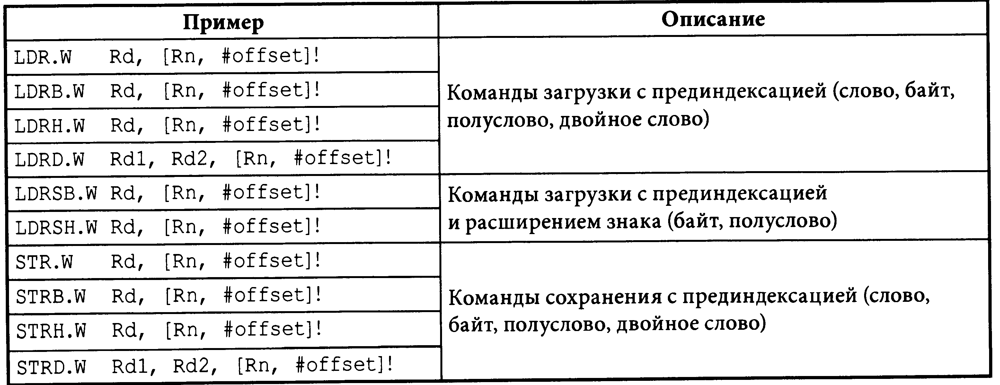 Пример
Описание
LDR.W Rd, [Rn, #offset]!
LDRB.W Rd, [Rn, #offset]!
LDRH.W Rd, [Rn, #offset]!
LDRD.W Rd1, Rd2, [Rn, #offset]!
Команды загрузки с прединдексацией (слово, байт,
полуслово, двойное слово)
LDRSB.W Rd, [Rn, #offset]!
LDRSH.W Rd, [Rn, #offset]!
Команды загрузки с прединдексацией
и расширением знака (байт, полуслово)
STR.W Rd, [Rn, #offset]!
STRB.W Rd, [Rn, #offset]!
STRH.W Rd, [Rn, #offset]!
STRD.W Rd1, Rd2, [Rn, #offset]!
Команды сохранения с прединдексацией (слово,
байт, полуслово, двойное слово)